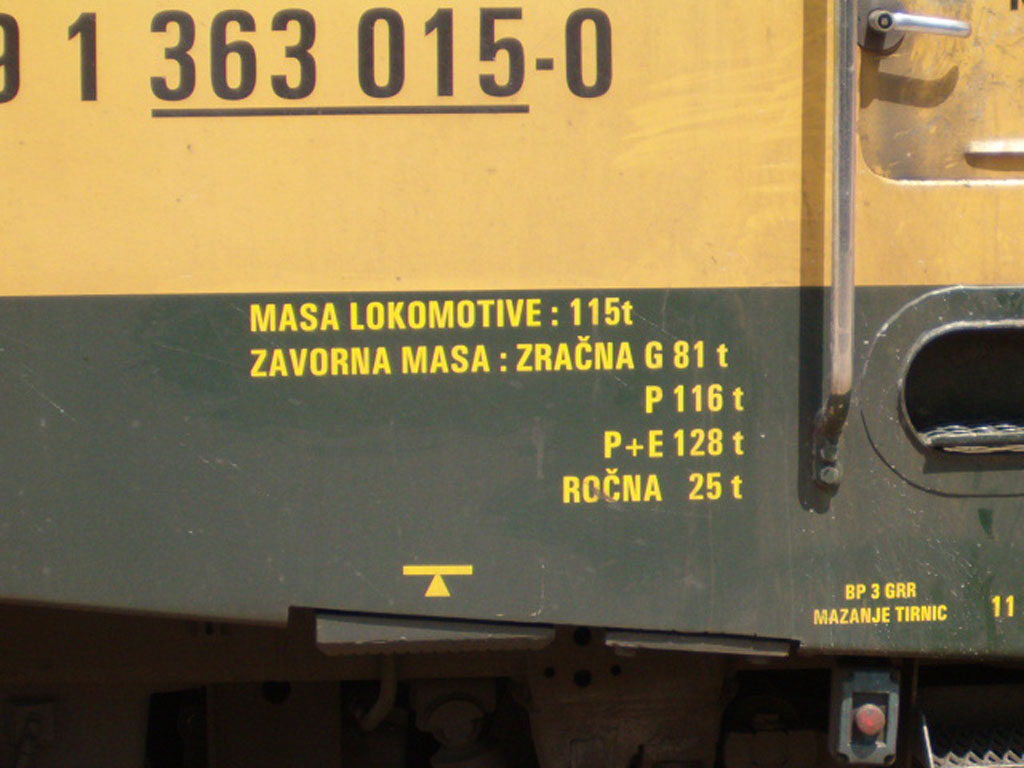 9 1 363 015-0
MASA LOKOMOTIVE : 115t
ZAVORNA MASA : ZRAČNA G 81 t
P 116 t
P+E 128 t
ROČNA 25 t
BP 3 GRR
MAZANJE TIRNIC
11